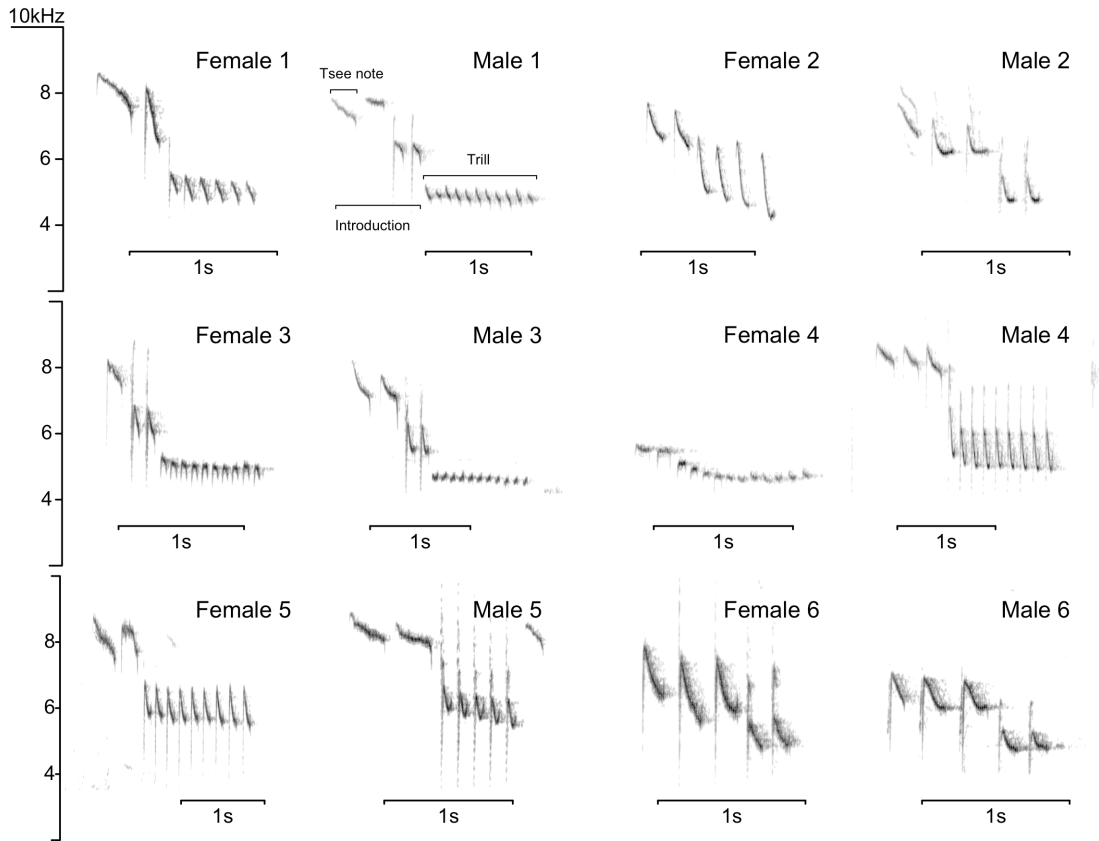 10kHz
Female 1
Male 1
Female 2
Male 2
Tsee note
8
6
Trill
4
Introduction
1s
1s
1s
1s
Female 3
Male 3
Female 4
Male 4
8
6
4
1s
1s
1s
1s
Female 5
Male 5
Female 6
Male 6
8
6
4
1s
1s
1s
1s